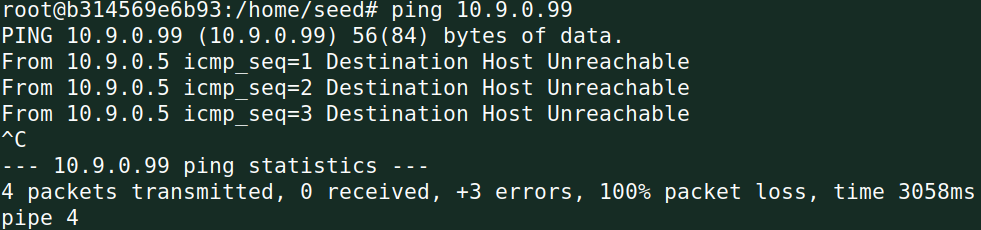 root@b314569e6b93:/home/seed# ping 10.9.0.99
PING 10.9.0.99 (10.9.0.99) 56(84) bytes of data.
From 10.9.0.5 icmp_seq=1 Destination Host Unreachable
From 10.9.0.5 icmp_seq=2 Destination Host Unreachable
From 10.9.0.5 icmp_seq=3 Destination Host Unreachable
^C
--- 10.9.0.99 ping statistics ---
4 packets transmitted, 0 received, +3 errors, 100% packet loss, time 3058ms
pipe 4